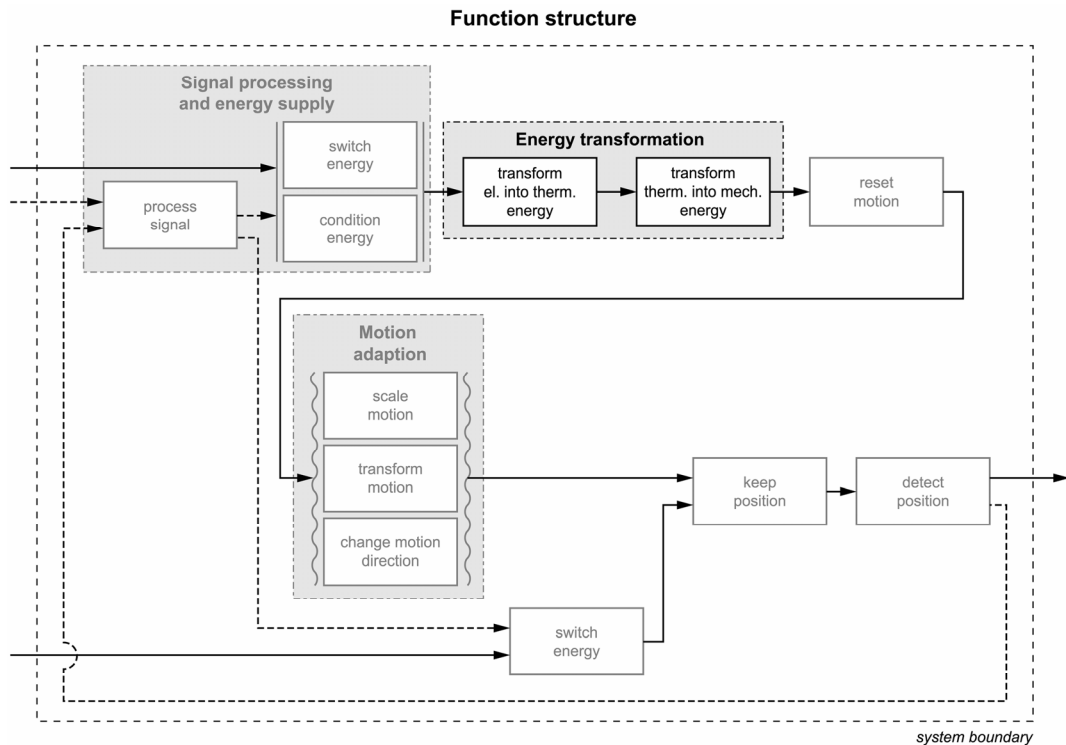 Function structure
Signal processing
and energy supply
switch
energy
process
signal
condition
energy
Energy transformation
transform
el. into therm.
energy
transform
therm. into mech.
energy
reset
motion
Motion
adaption
scale
motion
transform
motion
change motion
direction
keep
position
detect
position
switch
energy
system boundary